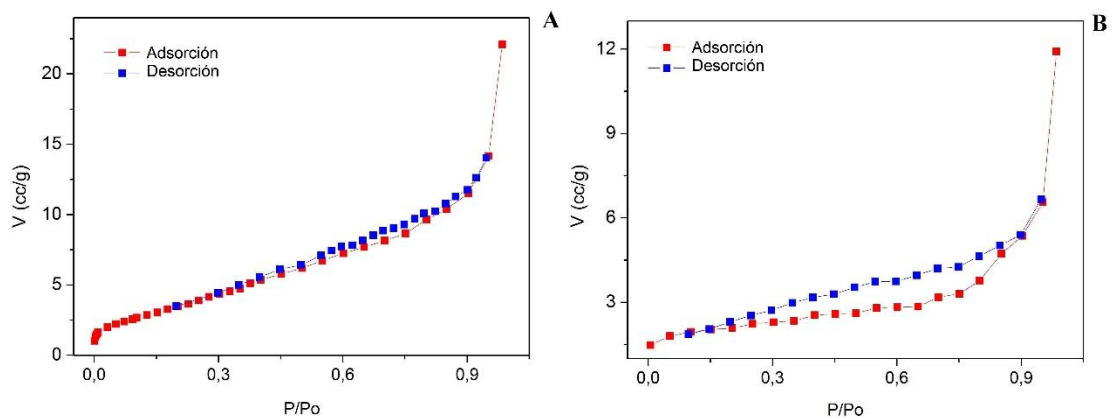 A
Adsorción
Desorción
V (cc/g)
20
15
10
5
0
0,0
0,3
0,6
0,9
P/Po
B
Adsorción
Desorción
V (cc/g)
12
9
6
3
0,0
0,3
0,6
0,9
P/Po